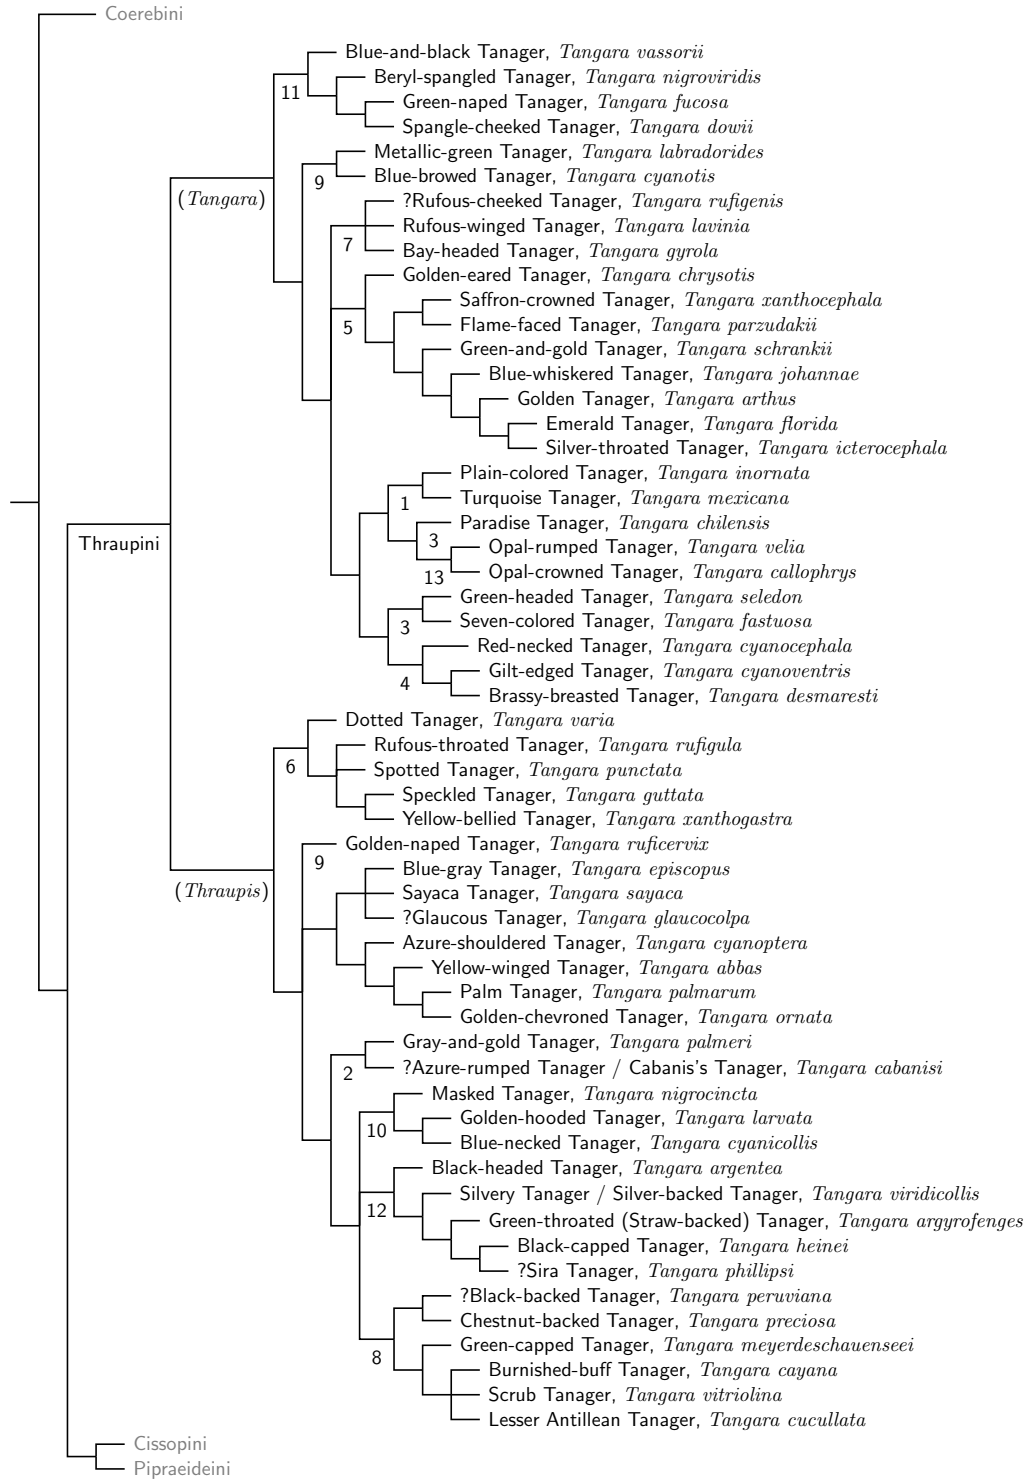 Coerebini
Blue-and-black Tanager, Tangara vassorii
Beryl-spangled Tanager, Tangara nigroviridis
11
Green-naped Tanager, Tangara fucosa
Spangle-cheeked Tanager, Tangara dowii
Metallic-green Tanager, Tangara labradorides
Blue-browed Tanager, Tangara cyanotis
9
(Tangara)
?Rufous-cheeked Tanager, Tangara rufigenis
Rufous-winged Tanager, Tangara lavinia
7
Bay-headed Tanager, Tangara gyrola
Golden-eared Tanager, Tangara chrysotis
Saffron-crowned Tanager, Tangara xanthocephala
5
Flame-faced Tanager, Tangara parzudakii
Green-and-gold Tanager, Tangara schrankii
Blue-whiskered Tanager, Tangara johannae
Golden Tanager, Tangara arthus
Emerald Tanager, Tangara florida
Silver-throated Tanager, Tangara icterocephala
Plain-colored Tanager, Tangara inornata
Turquoise Tanager, Tangara mexicana
1
Paradise Tanager, Tangara chilensis
3
Thraupini
Opal-rumped Tanager, Tangara velia
Opal-crowned Tanager, Tangara callophrys
13
Green-headed Tanager, Tangara seledon
Seven-colored Tanager, Tangara fastuosa
3
Red-necked Tanager, Tangara cyanocephala
Gilt-edged Tanager, Tangara cyanoventris
4
Brassy-breasted Tanager, Tangara desmaresti
Dotted Tanager, Tangara varia
Rufous-throated Tanager, Tangara rufigula
6
Spotted Tanager, Tangara punctata
Speckled Tanager, Tangara guttata
Yellow-bellied Tanager, Tangara xanthogastra
Golden-naped Tanager, Tangara ruficervix
9
Blue-gray Tanager, Tangara episcopus
(Thraupis)
Sayaca Tanager, Tangara sayaca
?Glaucous Tanager, Tangara glaucocolpa
Azure-shouldered Tanager, Tangara cyanoptera
Yellow-winged Tanager, Tangara abbas
Palm Tanager, Tangara palmarum
Golden-chevroned Tanager, Tangara ornata
Gray-and-gold Tanager, Tangara palmeri
2
?Azure-rumped Tanager / Cabanis's Tanager, Tangara cabanisi
Masked Tanager, Tangara nigrocincta
Golden-hooded Tanager, Tangara larvata
10
Blue-necked Tanager, Tangara cyanicollis
Black-headed Tanager, Tangara argentea
Silvery Tanager / Silver-backed Tanager, Tangara viridicollis
12
Green-throated (Straw-backed) Tanager, Tangara argyrofenges
Black-capped Tanager, Tangara heinei
?Sira Tanager, Tangara phillipsi
?Black-backed Tanager, Tangara peruviana
Chestnut-backed Tanager, Tangara preciosa
Green-capped Tanager, Tangara meyerdeschauenseei
8
Burnished-buff Tanager, Tangara cayana
Scrub Tanager, Tangara vitriolina
Lesser Antillean Tanager, Tangara cucullata
Cissopini
Pipraeideini